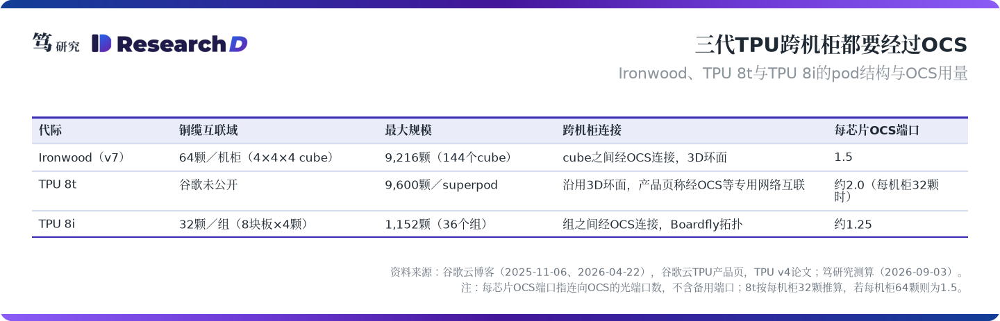 笃 研究 ResearchD
三代TPU跨机柜都要经过OCS
Ironwood、TPU 8t与TPU 8i的pod结构与OCS用量
代际 铜缆互联域 最大规模 跨机柜连接 每芯片OCS端口
Ironwood（v7） 64颗／机柜（4×4×4 cube） 9,216颗（144个cube） cube之间经OCS连接，3D环面 1.5
TPU 8t 谷歌未公开 9,600颗／superpod 沿用3D环面，产品页称经OCS等专用网络互联 约2.0（每机柜32颗
时）
TPU 8i 32颗／组（8块板×4颗） 1,152颗（36个组） 组之间经OCS连接，Boardfly拓扑 约1.25
资料来源：谷歌云博客（2025-11-06、2026-04-22），谷歌云TPU产品页，TPU v4论文；笃研究测算（2026-09-03）。
注：每芯片OCS端口指连向OCS的光端口数，不含备用端口；8t按每机柜32颗推算，若每机柜64颗则为1.5。